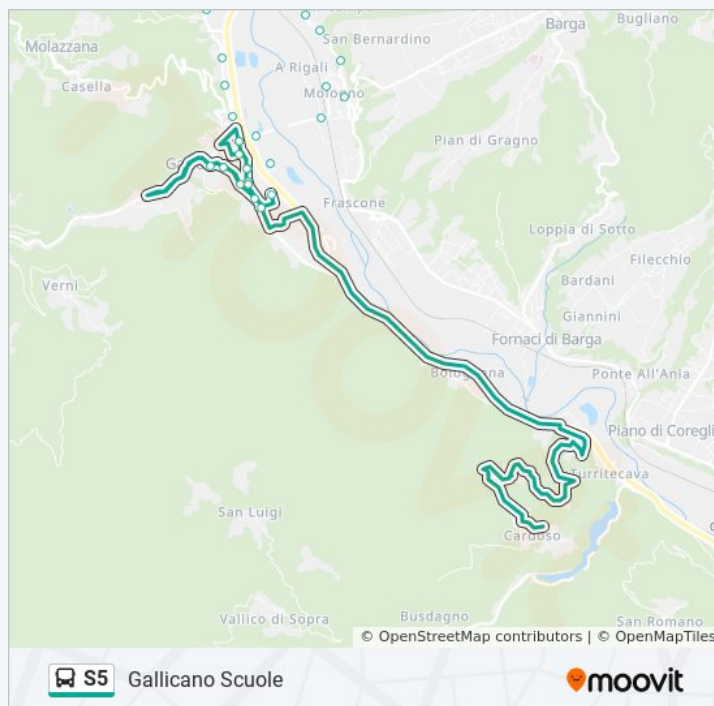 Molazzana
Bugliano
San Bernardino
Barga
A Rigali
Casella
Mologno
Pian di Gragno
Frascone
Loppia di Sotto
Filecchio
Verni
Bardani
Giannini
Fornaci di Barga
Bolognana
Ponte All'Ania
Piano di Coregli
Turritecava
San Luigi
Cardoso
Vallico di Sopra
Busdagno
San Romano
© OpenStreetMap contributors | © OpenMapTiles
S5 Gallicano Scuole
moovit